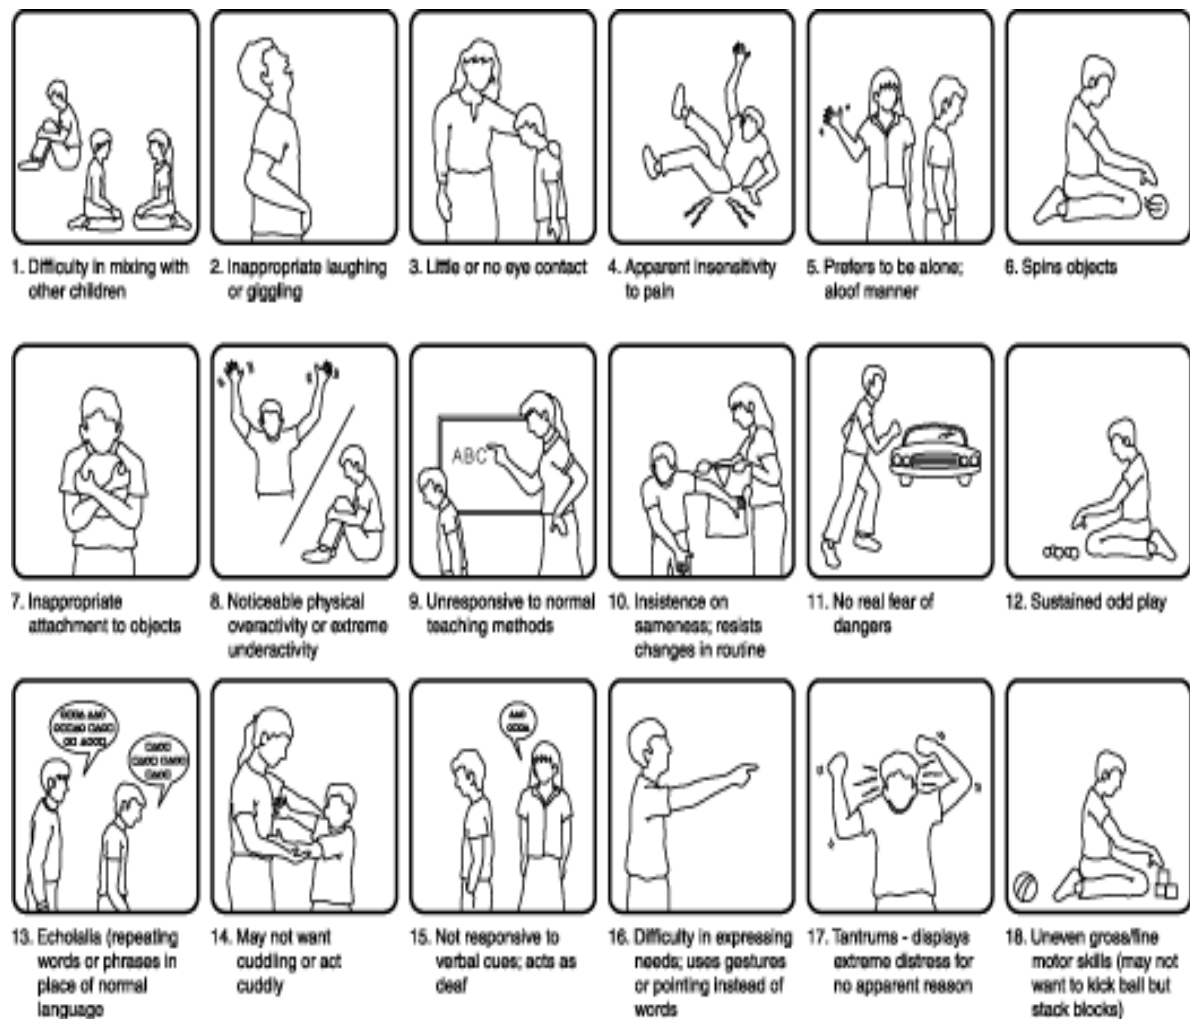 1. Difficulty in mixing with
other children
2. Inappropriate laughing
or giggling
3. Little or no eye contact
4. Apparent insensitivity
to pain
5. Prefers to be alone;
aloof manner
6. Spins objects
7. Inappropriate
attachment to objects
8. Noticeable physical
overactivity or extreme
underactivity
ABC
9. Unresponsive to normal
teaching methods
10. Insistence on
sameness; resists
changes in routine
11. No real fear of
dangers
12. Sustained odd play
13. Echolalia (repeating
words or phrases in
place of normal
language
14. May not want
cuddling or act
cuddly
15. Not responsive to
verbal cues; acts as
deaf
16. Difficulty in expressing
needs; uses gestures
or pointing instead of
words
17. Tantrums - displays
extreme distress for
no apparent reason
18. Uneven gross/fine
motor skills (may not
want to kick ball but
stack blocks)